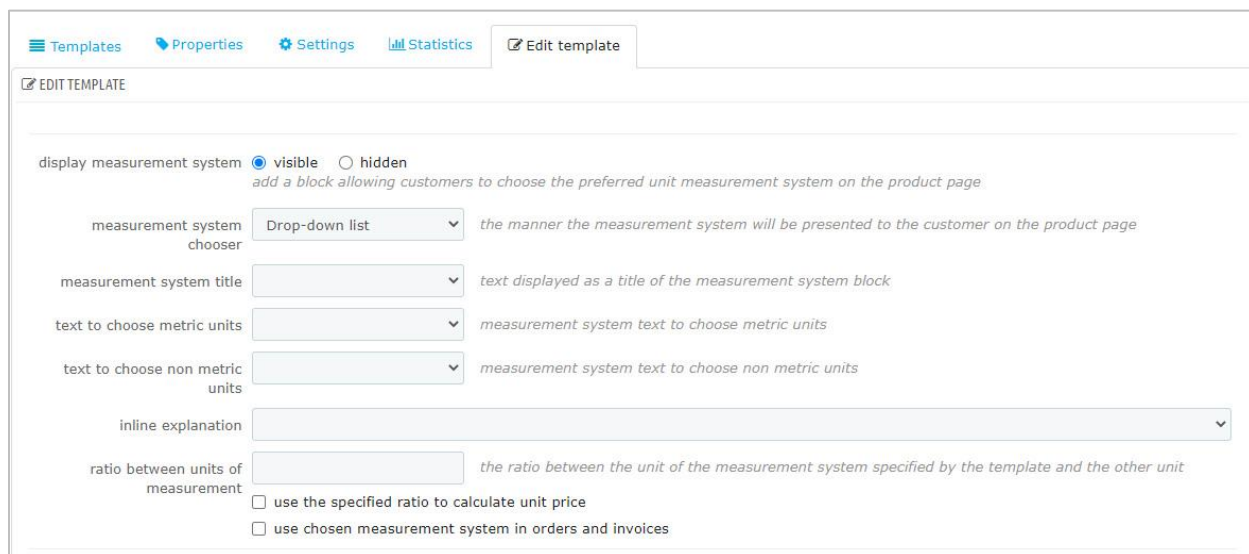 Templates Properties Settings Statistics Edit template
EDIT TEMPLATE
display measurement system visible hidden
add a block allowing customers to choose the preferred unit measurement system on the product page
measurement system Drop-down list the manner the measurement system will be presented to the customer on the product page
chooser
measurement system title text displayed as a title of the measurement system block
text to choose metric units measurement system text to choose metric units
text to choose non metric measurement system text to choose non metric units
units
inline explanation
ratio between units of the ratio between the unit of the measurement system specified by the template and the other unit
measurement
use the specified ratio to calculate unit price
use chosen measurement system in orders and invoices